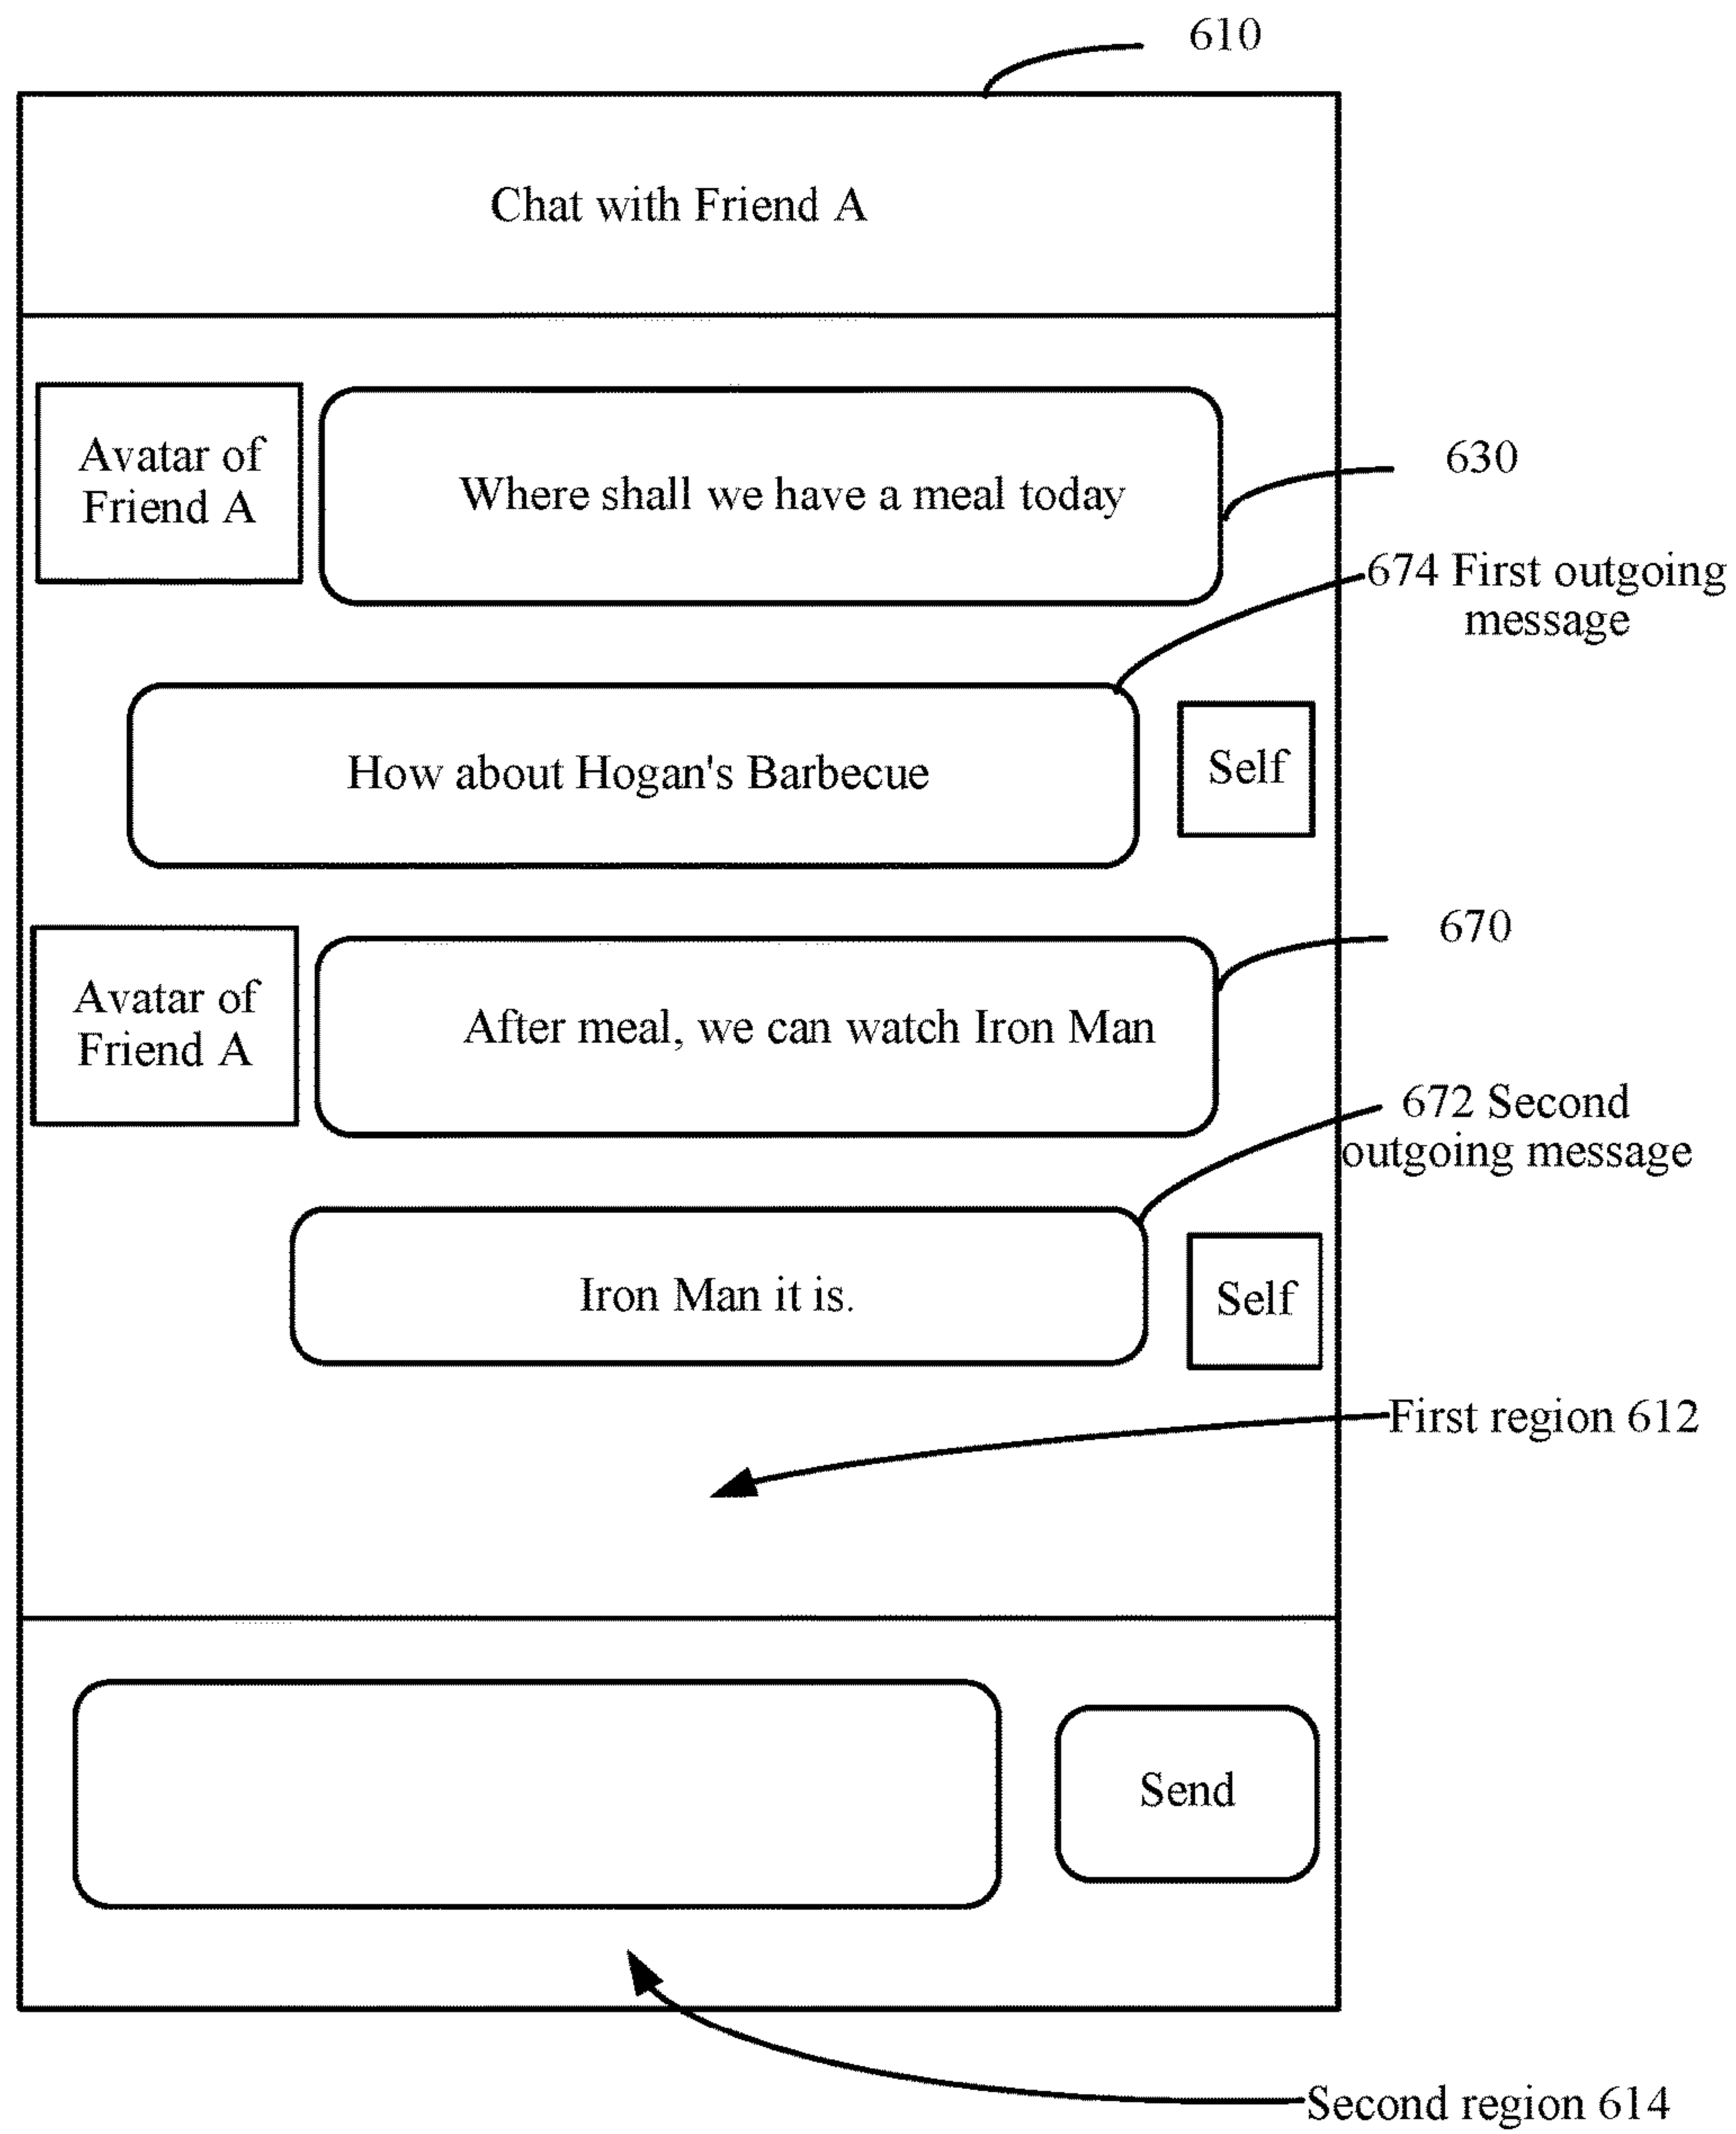 610
Chat with Friend A
Avatar of
Friend A
Where shall we have a meal today
630
674 First outgoing
message
How about Hogan's Barbecue
Self
670
Avatar of
Friend A
After meal, we can watch Iron Man
672 Second
outgoing message
Iron Man it is.
Self
First region 612
Send
Second region 614